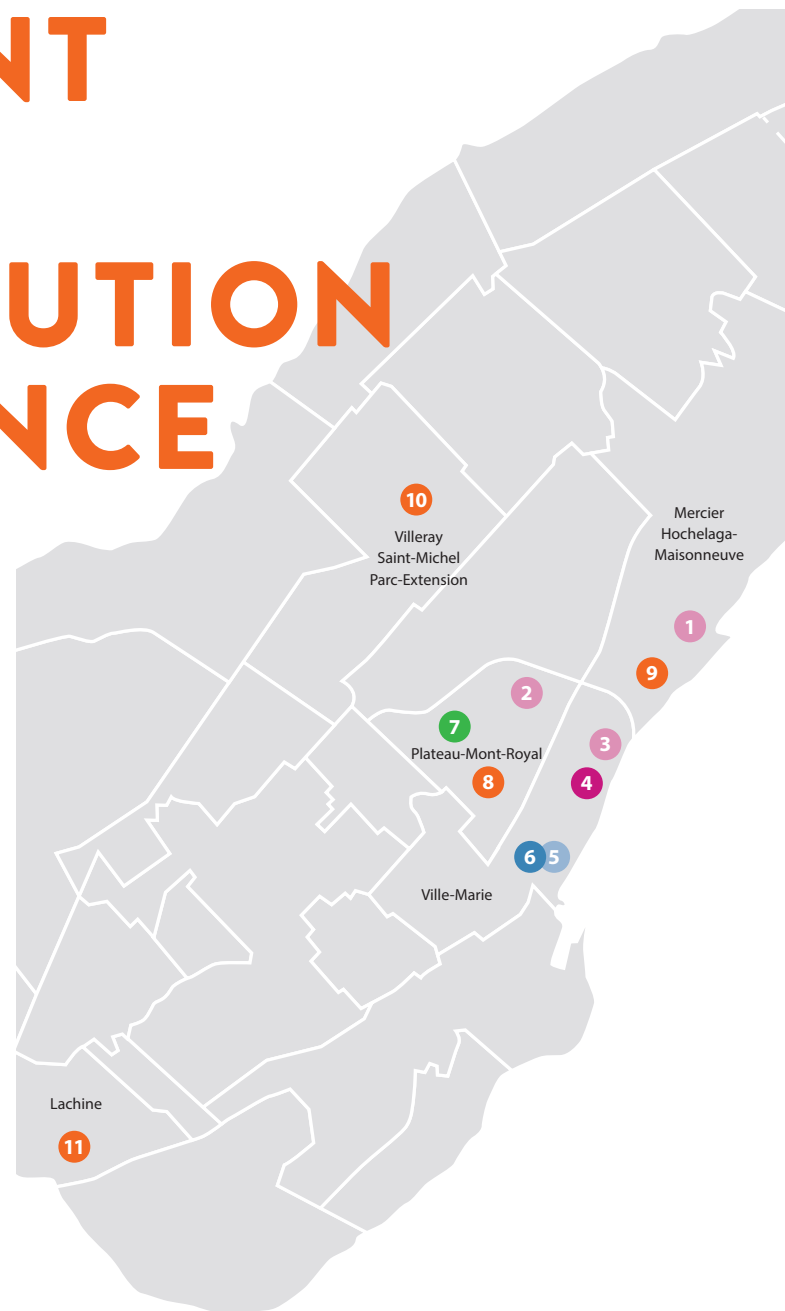 NT
UTION
NCE
10
Villeray
Saint-Michel
Parc-Extension
Mercier
Hochelaga-
Maisonneuve
1
9
2
7
Plateau-Mont-Royal
3
8
4
6 5
Ville-Marie
Lachine
11